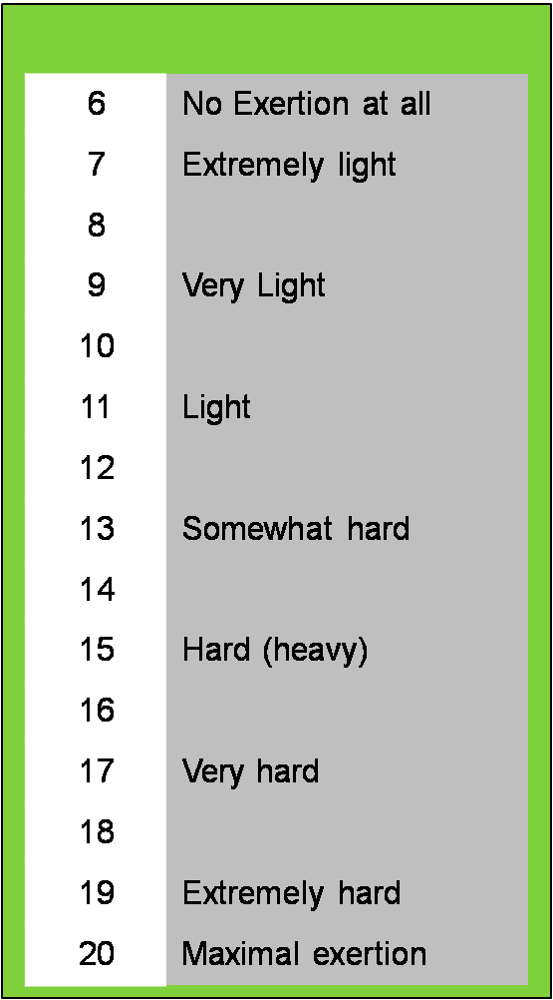 6 No Exertion at all
7 Extremely light
8
9 Very Light
10
11 Light
12
13 Somewhat hard
14
15 Hard (heavy)
16
17 Very hard
18
19 Extremely hard
20 Maximal exertion